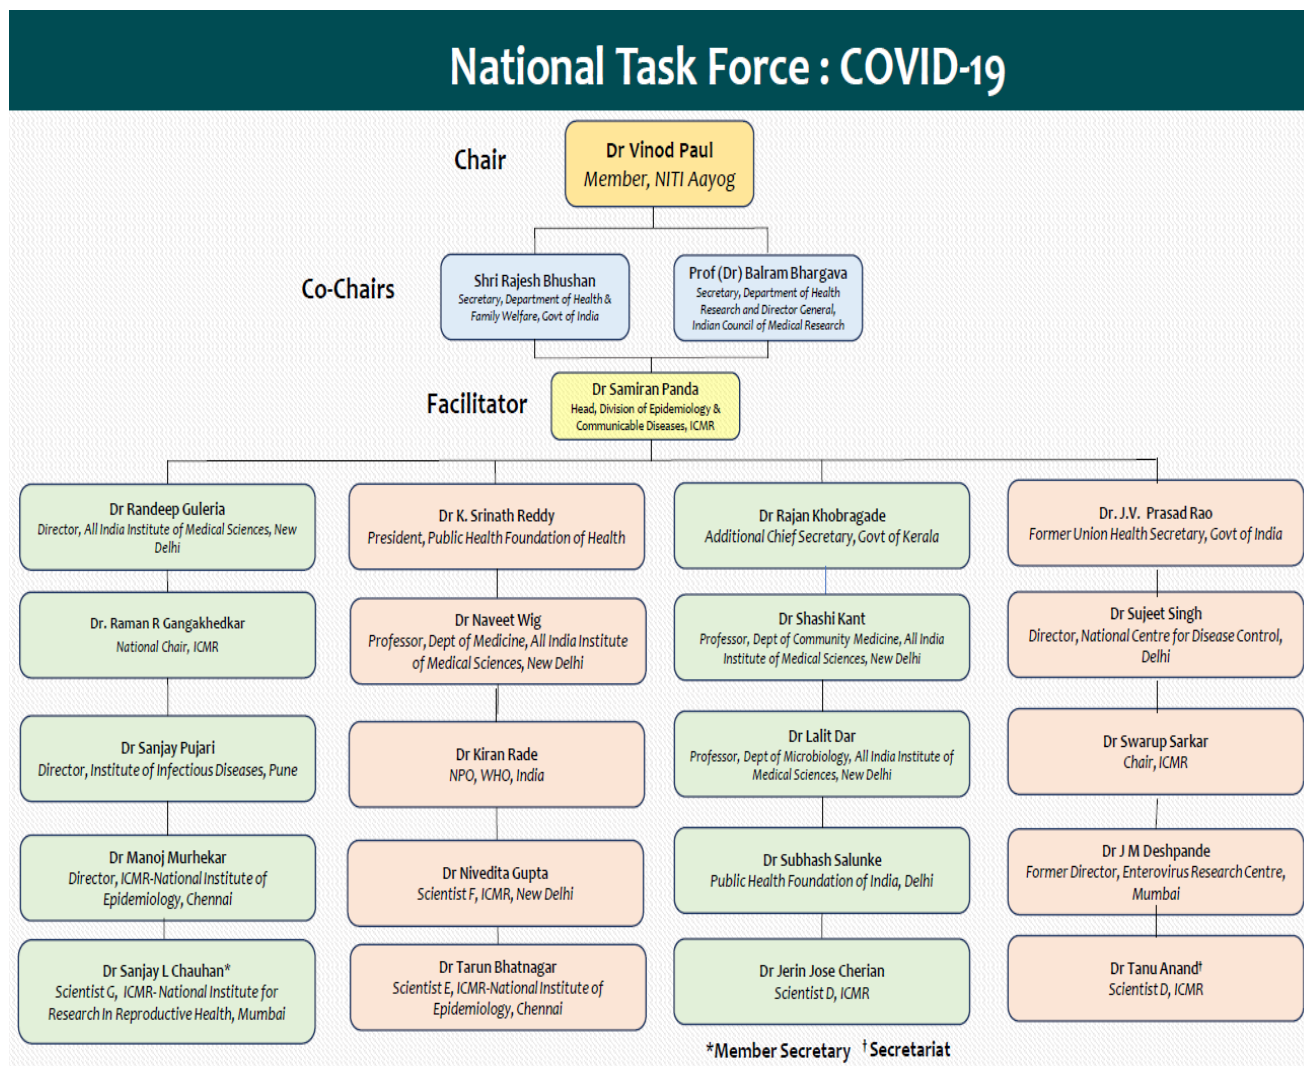 National Task Force : COVID-19
Chair
Dr Vinod Paul
Member, NITI Aayog
Co-Chairs
Shri Rajesh Bhushan
Secretary, Department of Health &
Family Welfare, Govt of India
Prof (Dr) Balram Bhargava
Secretary, Department of Health
Research and Director General,
Indian Council of Medical Research
Facilitator
Dr Samiran Panda
Head, Division of Epidemiology &
Communicable Diseases, ICMR
Dr Randeep Guleria
Director, All India Institute of Medical Sciences, New
Delhi
Dr K. Srinath Reddy
President, Public Health Foundation of Health
Dr Rajan Khobragade
Additional Chief Secretary, Govt of Kerala
Dr. J.V. Prasad Rao
Former Union Health Secretary, Govt of India
Dr. Raman R Gangakhedkar
National Chair, ICMR
Dr Naveet Wig
Professor, Dept of Medicine, All India Institute
of Medical Sciences, New Delhi
Dr Shashi Kant
Professor, Dept of Community Medicine, All India
Institute of Medical Sciences, New Delhi
Dr Sujeet Singh
Director, National Centre for Disease Control,
Delhi
Dr Sanjay Pujari
Director, Institute of Infectious Diseases, Pune
Dr Kiran Rade
NPO, WHO, India
Dr Lalit Dar
Professor, Dept of Microbiology, All India Institute of
Medical Sciences, New Delhi
Dr Swarup Sarkar
Chair, ICMR
Dr Manoj Murhekar
Director, ICMR-National Institute of
Epidemiology, Chennai
Dr Nivedita Gupta
Scientist F, ICMR, New Delhi
Dr Subhash Salunke
Public Health Foundation of India, Delhi
Dr J M Deshpande
Former Director, Enterovirus Research Centre,
Mumbai
Dr Sanjay L Chauhan*
Scientist G, ICMR- National Institute for
Research In Reproductive Health, Mumbai
Dr Tarun Bhatnagar
Scientist E, ICMR-National Institute of
Epidemiology, Chennai
Dr Jerin Jose Cherian
Scientist D, ICMR
Dr Tanu Anand†
Scientist D, ICMR
*Member Secretary †Secretariat